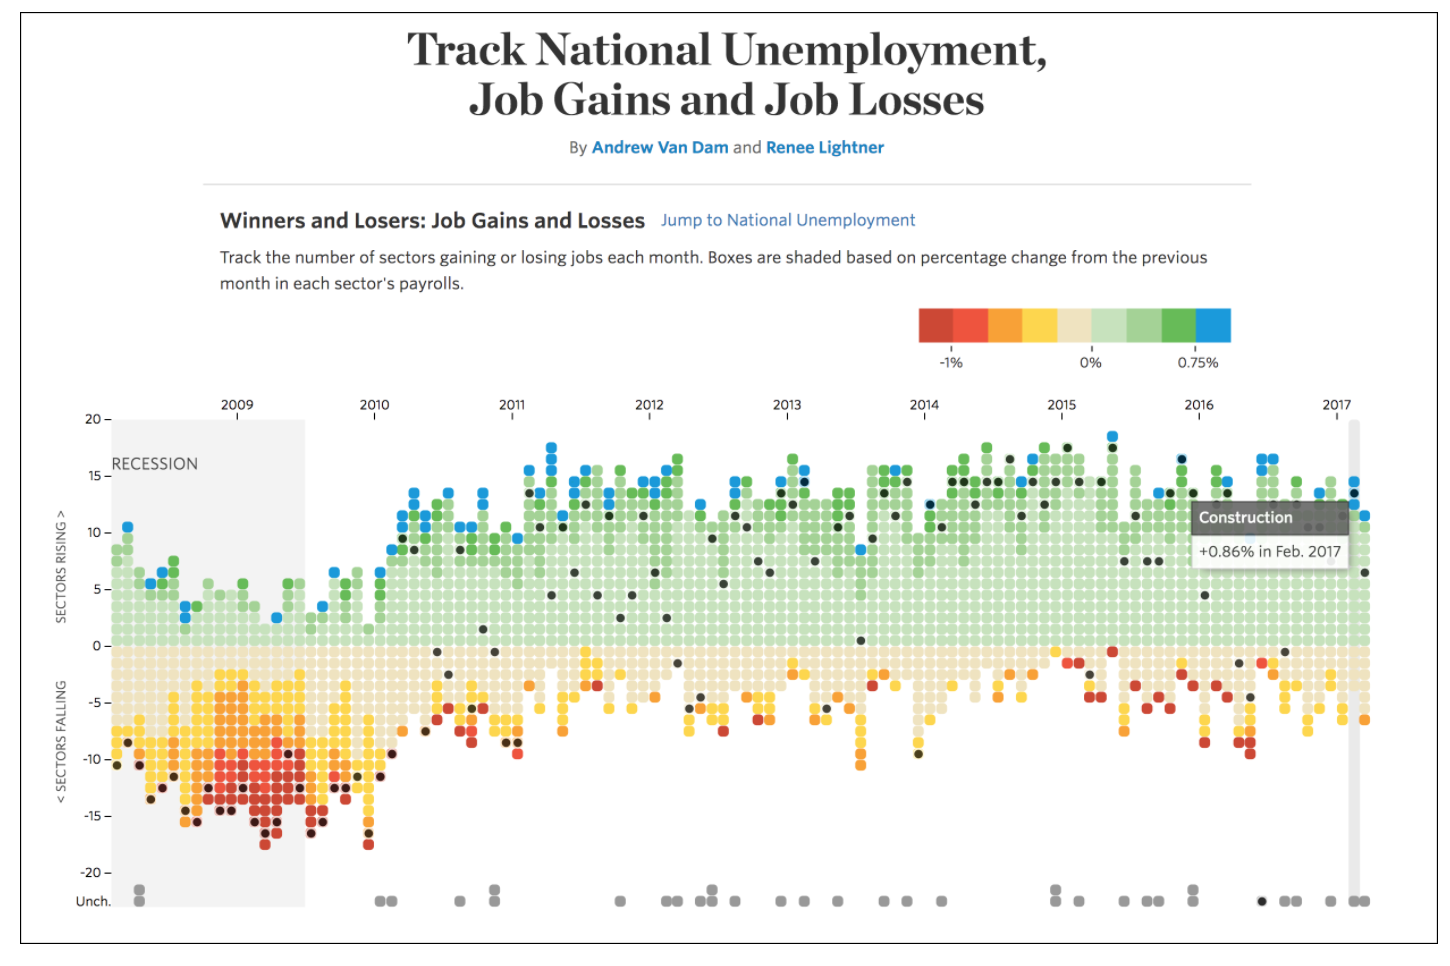 Track National Unemployment,
Job Gains and Job Losses
By Andrew Van Dam and Renee Lightner
Winners and Losers: Job Gains and Losses Jump to National Unemployment
Track the number of sectors gaining or losing jobs each month. Boxes are shaded based on percentage change from the previous
month in each sector's payrolls.
-1% 0% 0.75%
2009 2010 2011 2012 2013 2014 2015 2016 2017
20
RECESSION
15
SECTORS RISING >
10
Construction
+0.86% in Feb. 2017
5
0
< SECTORS FALLING
-5
-10
-15
-20
Unch.